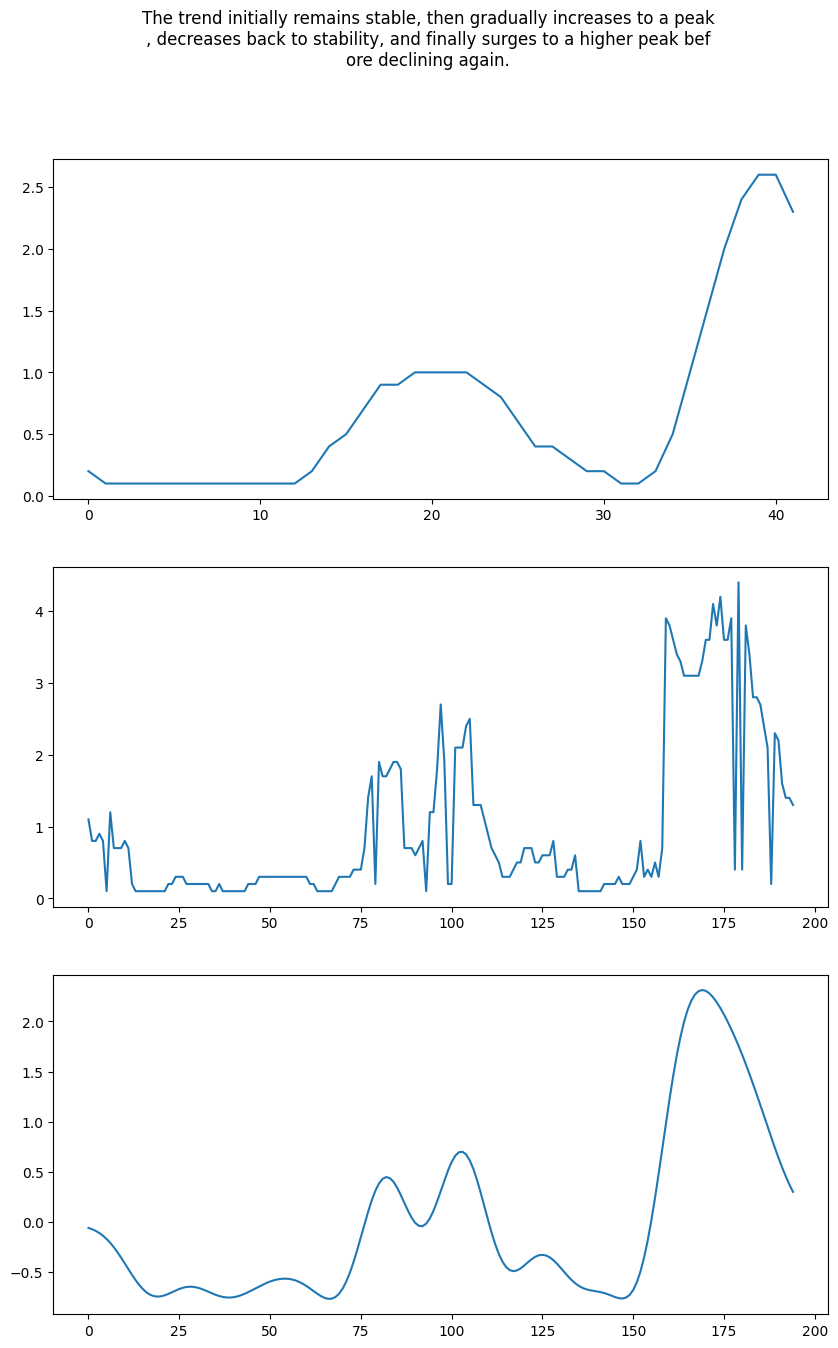 The trend initially remains stable, then gradually increases to a peak
, decreases back to stability, and finally surges to a higher peak bef
ore declining again.
2.5
2.0
1.5
1.0
0.5
0.0
0 10 20 30 40
4
3
2
1
0
0 25 50 75 100 125 150 175 200
2.0
1.5
1.0
0.5
0.0
−0.5
0 25 50 75 100 125 150 175 200